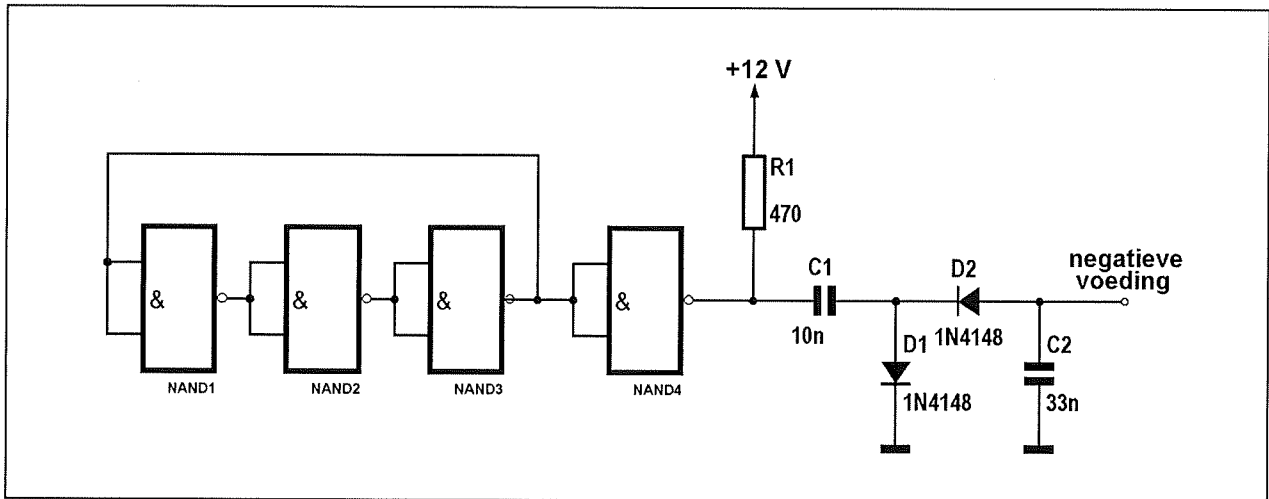 +12 V
R1
470
&
&
&
&
C1
10n
D2
1N4148
negatieve
voeding
D1
1N4148
C2
33n
NAND1
NAND2
NAND3
NAND4